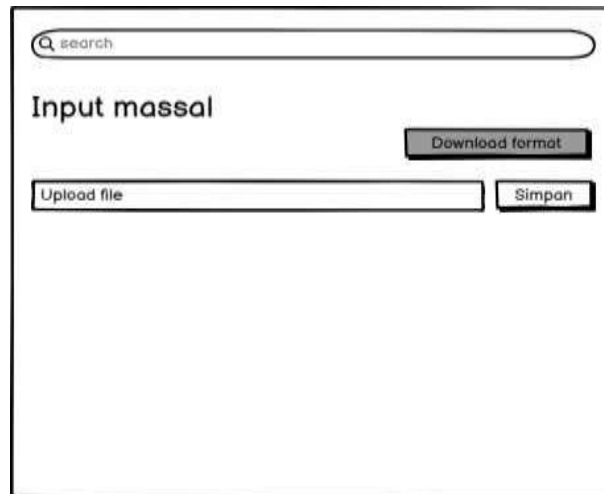 search
Input massal
Download format
Upload file
Simpan